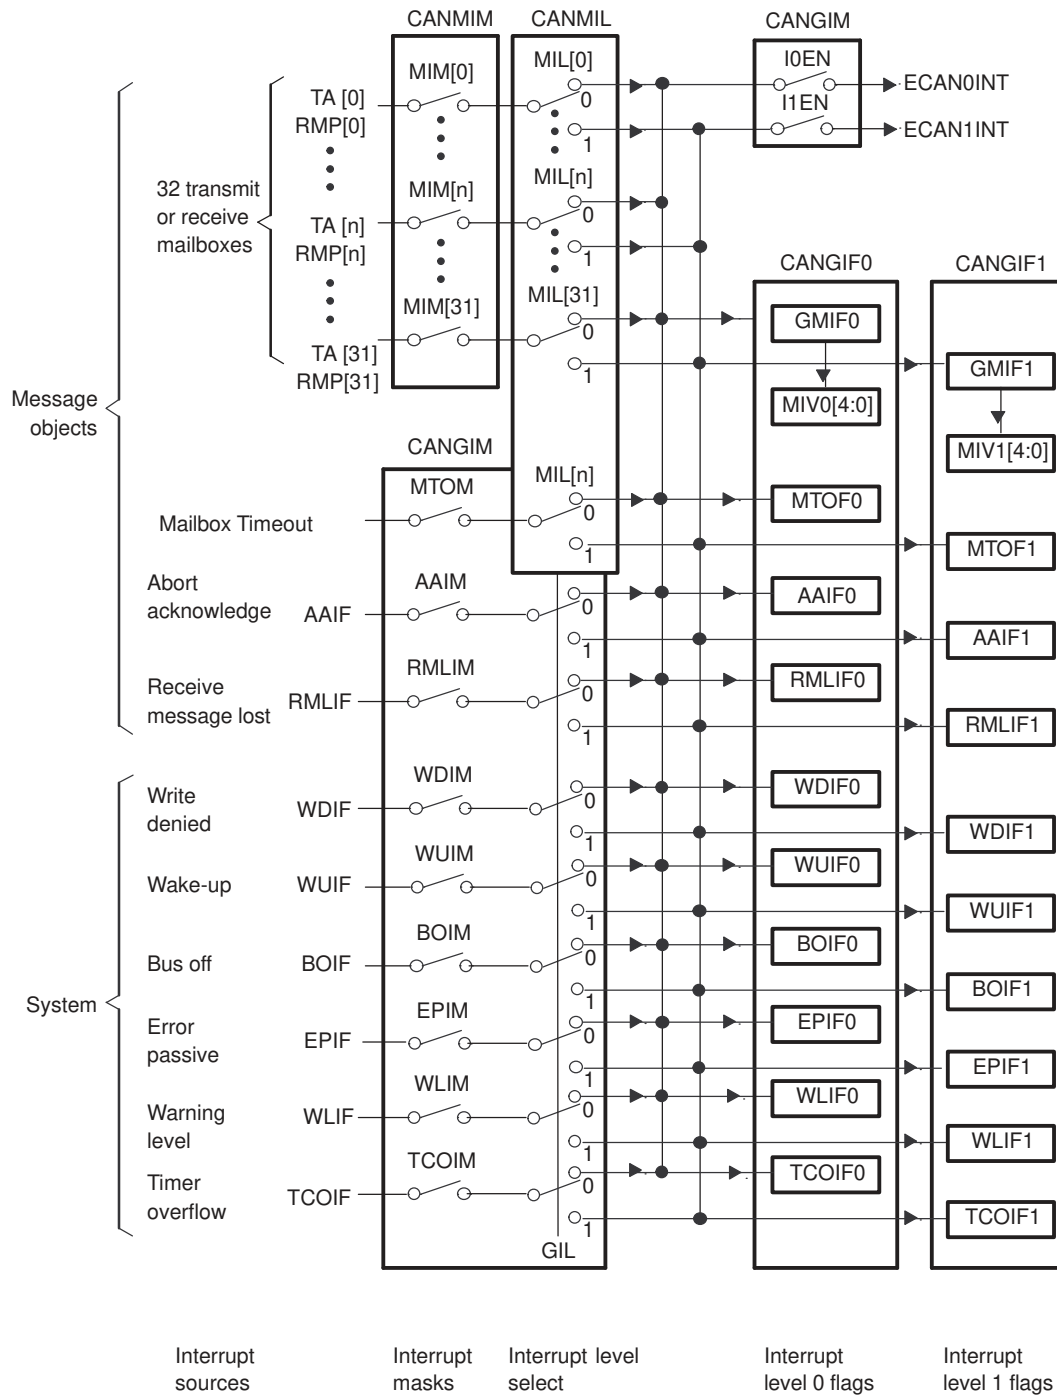 CANMIM
CANMIL
CANGIM
MIM[0]
MIL[0]
I0EN
TA [0]
RMP[0]
0
ECAN0INT
I1EN
1
ECAN1INT
32 transmit
or receive
mailboxes
MIM[n]
MIL[n]
TA [n]
RMP[n]
0
1
CANGIF0
CANGIF1
MIM[31]
MIL[31]
0
GMIF0
TA [31]
RMP[31]
1
GMIF1
Message
objects
MIV0[4:0]
MIV1[4:0]
CANGIM
MTOM
MIL[n]
Mailbox Timeout
0
MTOF0
1
MTOF1
Abort
acknowledge
AAIF
AAIM
0
AAIF0
1
AAIF1
Receive
message lost
RMLIF
RMLIM
0
RMLIF0
1
RMLIF1
Write
denied
WDIF
WDIM
0
WDIF0
1
WDIF1
Wake-up
WUIF
WUIM
0
WUIF0
1
WUIF1
Bus off
BOIF
BOIM
0
BOIF0
1
BOIF1
System
Error
passive
EPIF
EPIM
0
EPIF0
1
EPIF1
Warning
level
WLIF
WLIM
0
WLIF0
1
WLIF1
Timer
overflow
TCOIF
TCOIM
0
TCOIF0
1
TCOIF1
GIL
Interrupt
sources
Interrupt
masks
Interrupt level
select
Interrupt
level 0 flags
Interrupt
level 1 flags